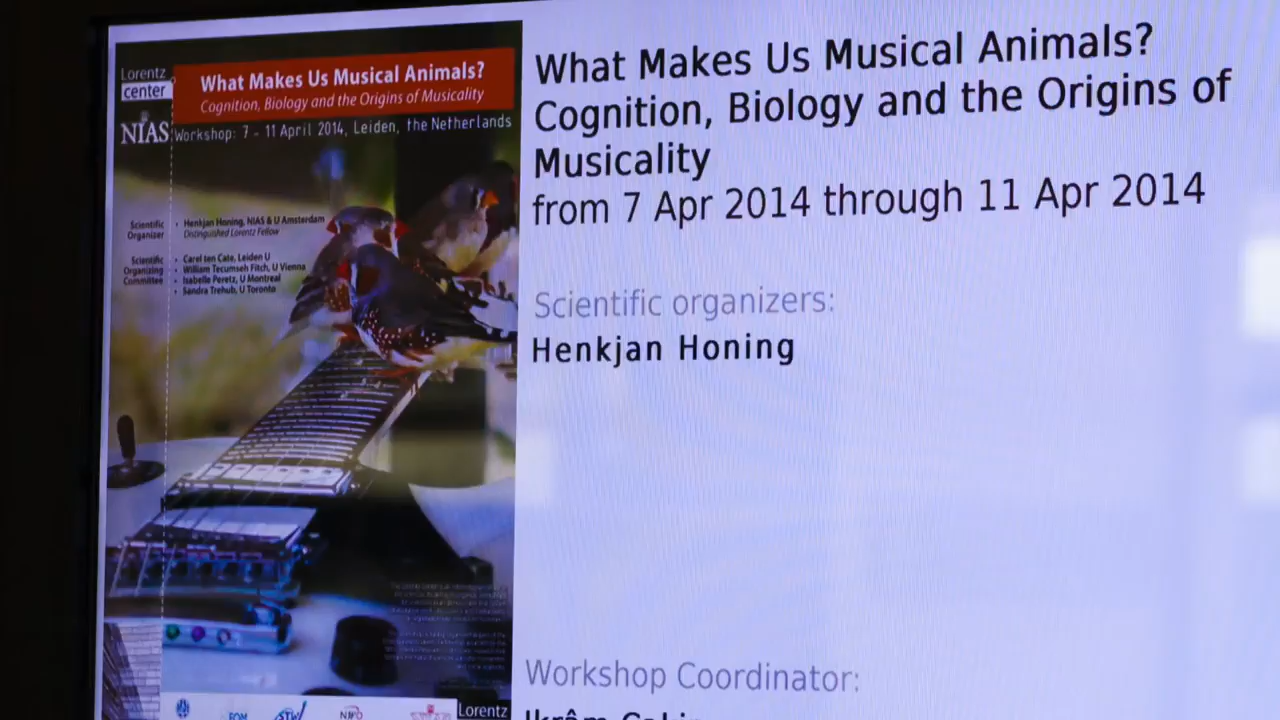 Lorentz
center
NIAS
What Makes Us Musical Animals?
Cognition, Biology and the Origins of Musicality
Workshop: 7 - 11 April 2014, Leiden, the Netherlands
Scientific
Organizer
• Henkjan Honing, NIAS & U Amsterdam
Distinguished Lorentz Fellow
Scientific
Organizing
Committee
• Carel ten Cate, Leiden U
• William Tecumseh Fitch, U Vienna
• Isabelle Peretz, U Montreal
• Sandra Trehub, U Toronto
FOM
STW
Lorentz
What Makes Us Musical Animals?
Cognition, Biology and the Origins of
Musicality
from 7 Apr 2014 through 11 Apr 2014
Scientific organizers:
Henkjan Honing
Workshop Coordinator: